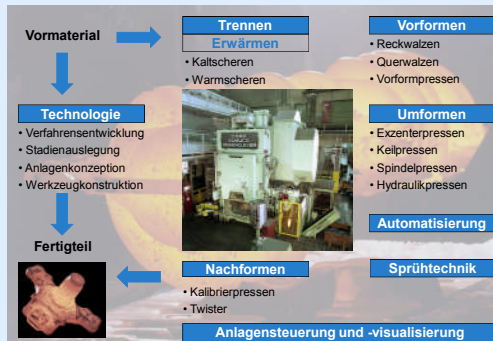 Vormaterial
Trennen
Erwärmen
• Kaltscheren
• Warmscheren
Vorformen
• Reckwalzen
• Querwalzen
• Vorformpressen
Technologie
• Verfahrensentwicklung
• Stadienauslegung
• Anlagenkonzeption
• Werkzeugkonstruktion
Umformen
• Exzenterpressen
• Keilpressen
• Spindelpressen
• Hydraulikpressen
Automatisierung
Fertigteil
Nachformen
• Kalibrierpressen
• Twister
Sprühtechnik
Anlagensteuerung und -visualisierung